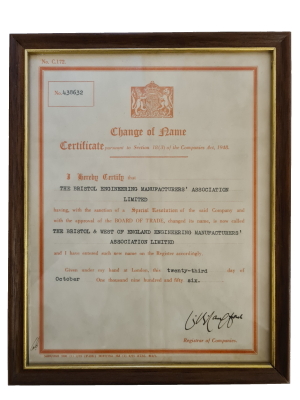 No. C.172
No. 430632
Change of Name
Certificate pursuant to Section 18(3) of the Companies Act, 1948.
I Hereby Certify that
THE BRISTOL ENGINEERING MANUFACTURERS' ASSOCIATION
LIMITED
having, with the sanction of a Special Resolution of the said Company and
with the approval of the BOARD OF TRADE, changed its name, is now called
THE BRISTOL & WEST OF ENGLAND ENGINEERING MANUFACTURERS'
ASSOCIATION LIMITED
and I have entered such new name on the Register accordingly.
Given under my hand at London, this twenty-third day of
October One thousand nine hundred and fifty six.
Registrar of Companies.